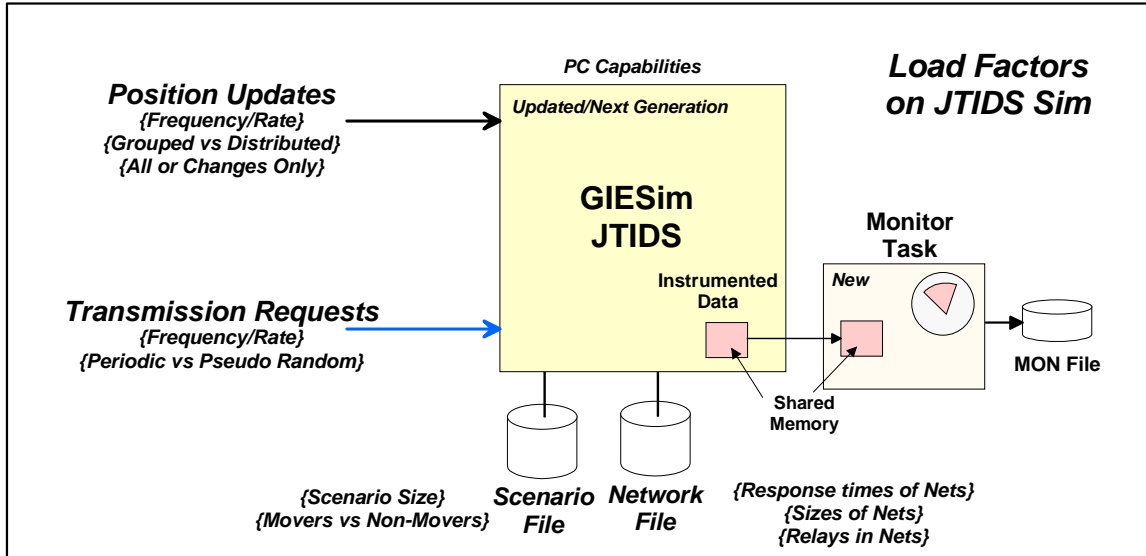 PC Capabilities
Load Factors
on JTIDS Sim
Position Updates
{Frequency/Rate}
{Grouped vs Distributed}
{All or Changes Only}
Updated/Next Generation
GIESim
JTIDS
Transmission Requests
{Frequency/Rate}
{Periodic vs Pseudo Random}
Instrumented
Data
Monitor
Task
New
MON File
Shared
Memory
{Scenario Size}
{Movers vs Non-Movers}
Scenario
File
Network
File
{Response times of Nets}
{Sizes of Nets}
{Relays in Nets}